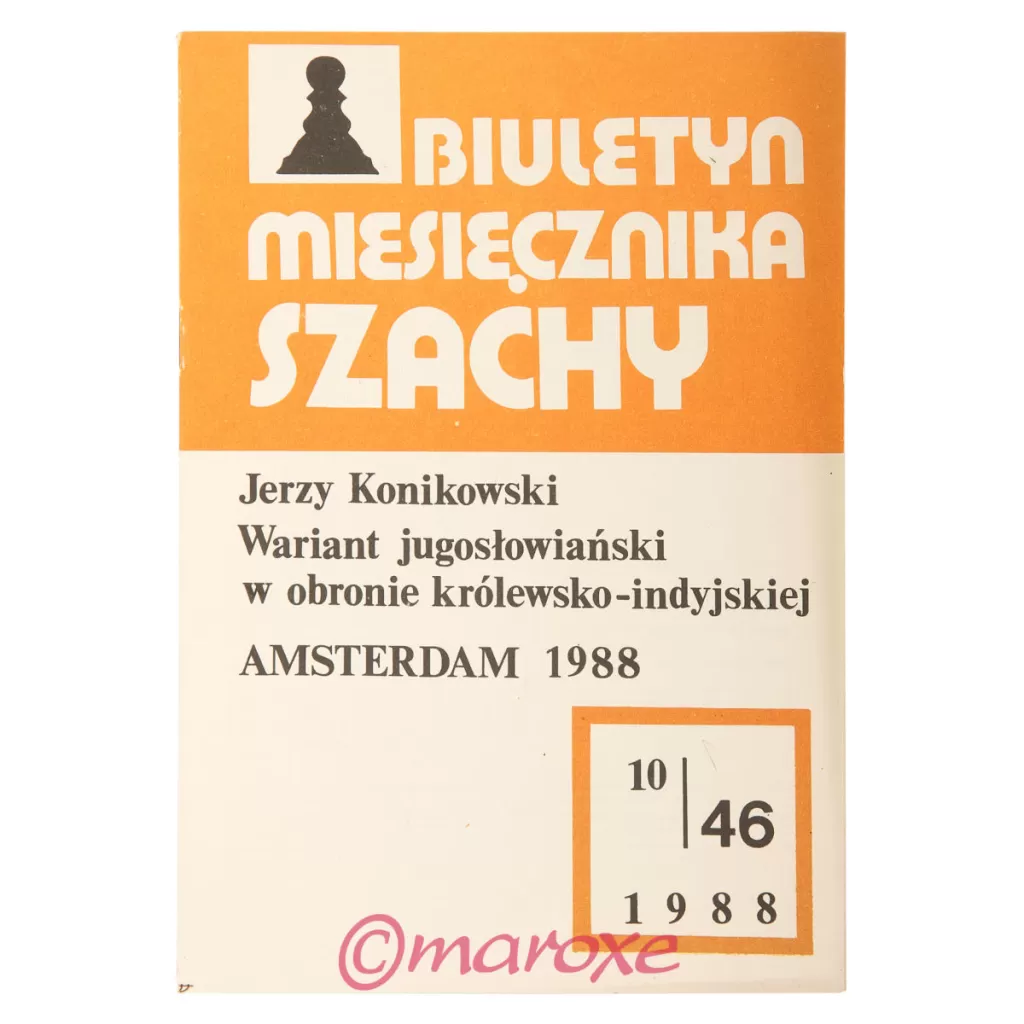 BIULETYN
MIESIĘCZNIKA
SZACHY
Jerzy Konikowski
Wariant jugosłowiański
w obronie królewsko-indyjskiej
AMSTERDAM 1988
10
46
1988
©maroxe